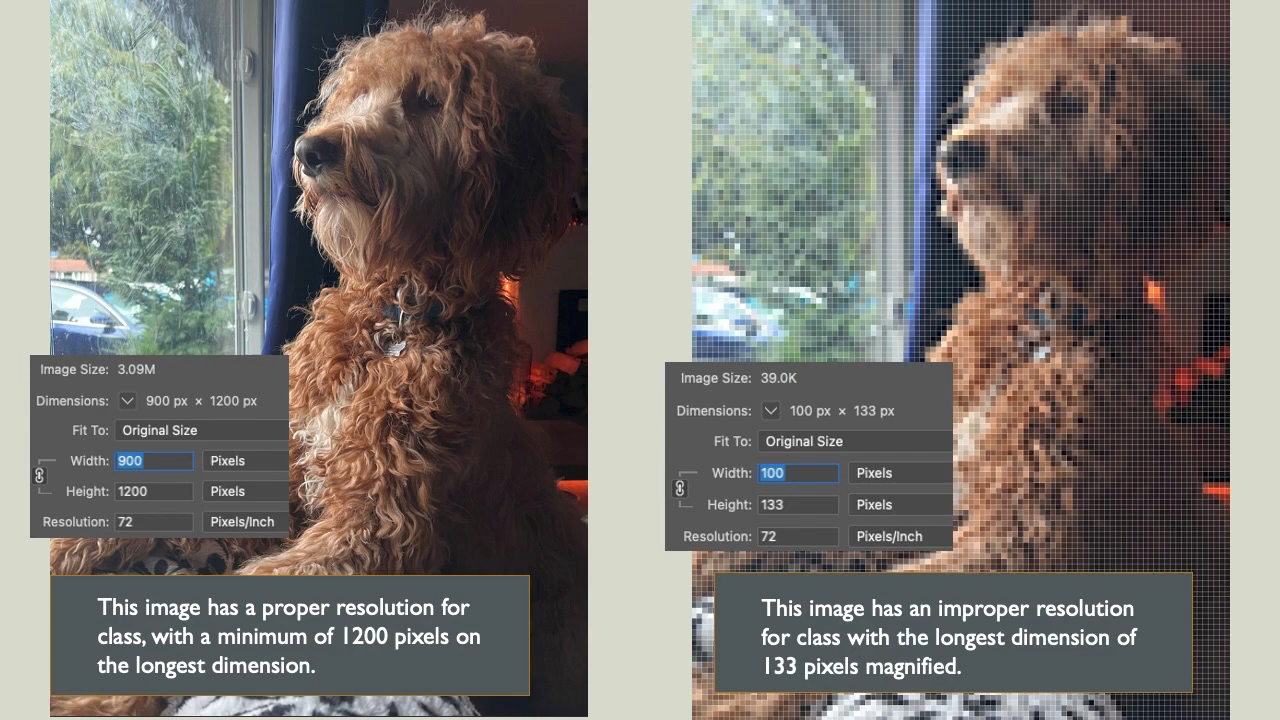 Image Size: 3.09M
Dimensions: 900 px × 1200 px
Fit To: Original Size
Width: 900 Pixels
Height: 1200 Pixels
Resolution: 72 Pixels/Inch
This image has a proper resolution for
class, with a minimum of 1200 pixels on
the longest dimension.
Image Size: 39.0K
Dimensions: 100 px × 133 px
Fit To: Original Size
Width: 100 Pixels
Height: 133 Pixels
Resolution: 72 Pixels/Inch
This image has an improper resolution
for class with the longest dimension of
133 pixels magnified.